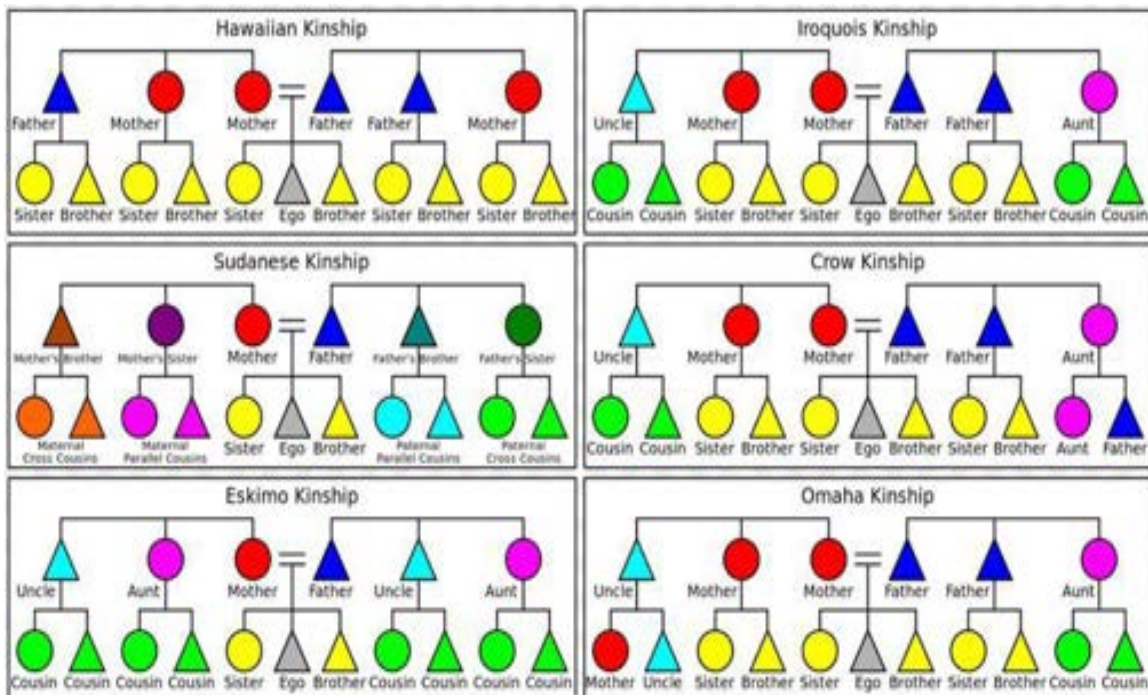 Hawaiian Kinship
Father Mother Mother Father Father Mother
Sister Brother Sister Brother Sister Ego Brother Sister Brother Sister Brother
Iroquois Kinship
Uncle Mother Mother Father Father Aunt
Cousin Cousin Sister Brother Sister Ego Brother Sister Brother Cousin Cousin
Sudanese Kinship
Mother's Brother Mother's Sister Mother Father Father's Brother Father's Sister
Sister Ego Brother
Maternal Maternal Paternal Paternal
Cross Cousins Parallel Cousins Parallel Cousins Cross Cousins
Crow Kinship
Uncle Mother Mother Father Father Aunt
Cousin Cousin Sister Brother Sister Ego Brother Sister Brother Aunt Father
Eskimo Kinship
Uncle Aunt Mother Father Uncle Aunt
Cousin Cousin Cousin Cousin Sister Ego Brother Cousin Cousin Cousin Cousin
Omaha Kinship
Uncle Mother Mother Father Father Aunt
Mother Uncle Sister Brother Sister Ego Brother Sister Brother Cousin Cousin